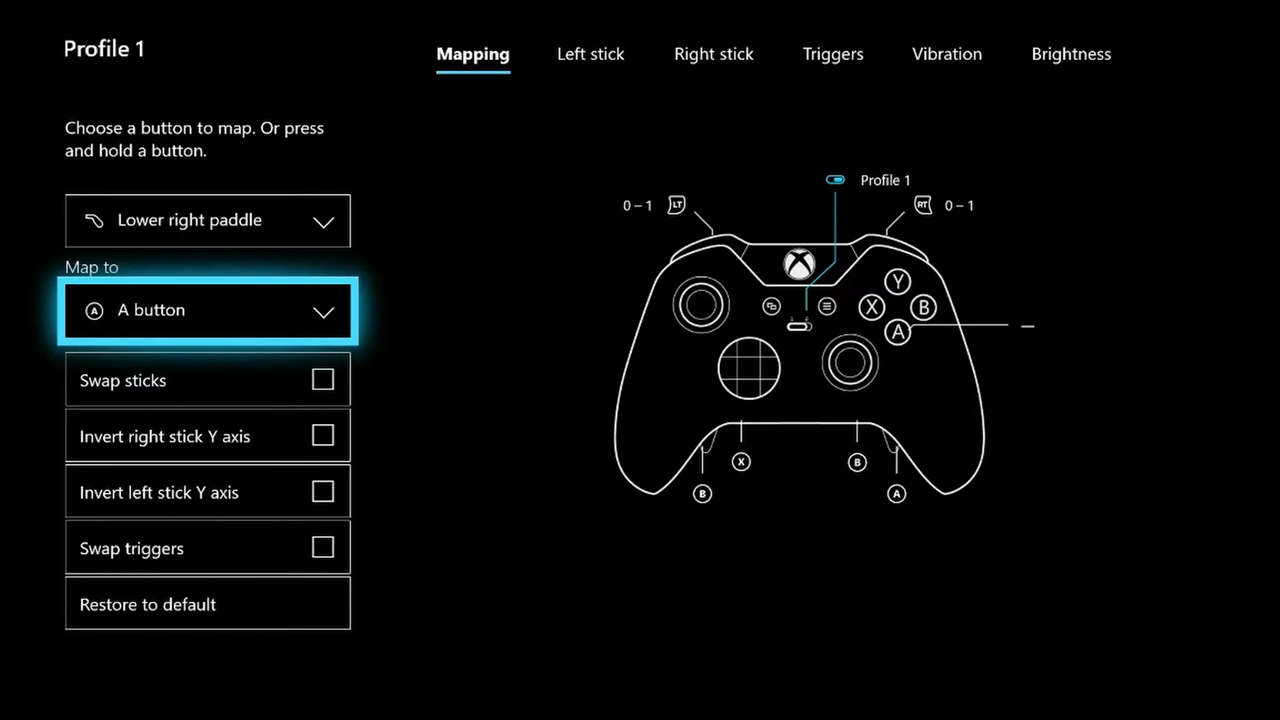 Profile 1
Mapping
Left stick
Right stick
Triggers
Vibration
Brightness
Choose a button to map. Or press
and hold a button.
Lower right paddle
Map to
A button
Swap sticks
Invert right stick Y axis
Invert left stick Y axis
Swap triggers
Restore to default
Profile 1
0 – 1 LT
RT 0 – 1
Y
X B
A –
1 2
X B
B A